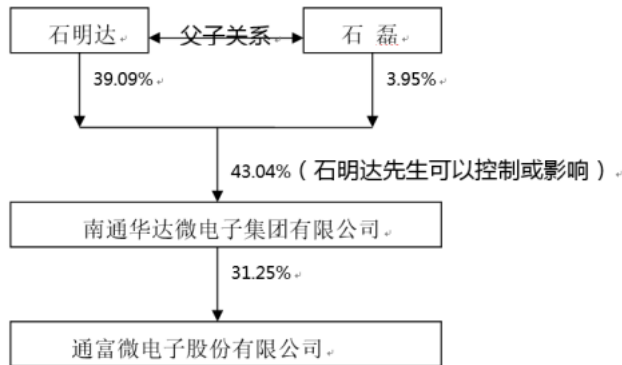 石明达 父子关系 石 磊
39.09% 3.95%
43.04%（石明达先生可以控制或影响）
南通华达微电子集团有限公司
31.25%
通富微电子股份有限公司